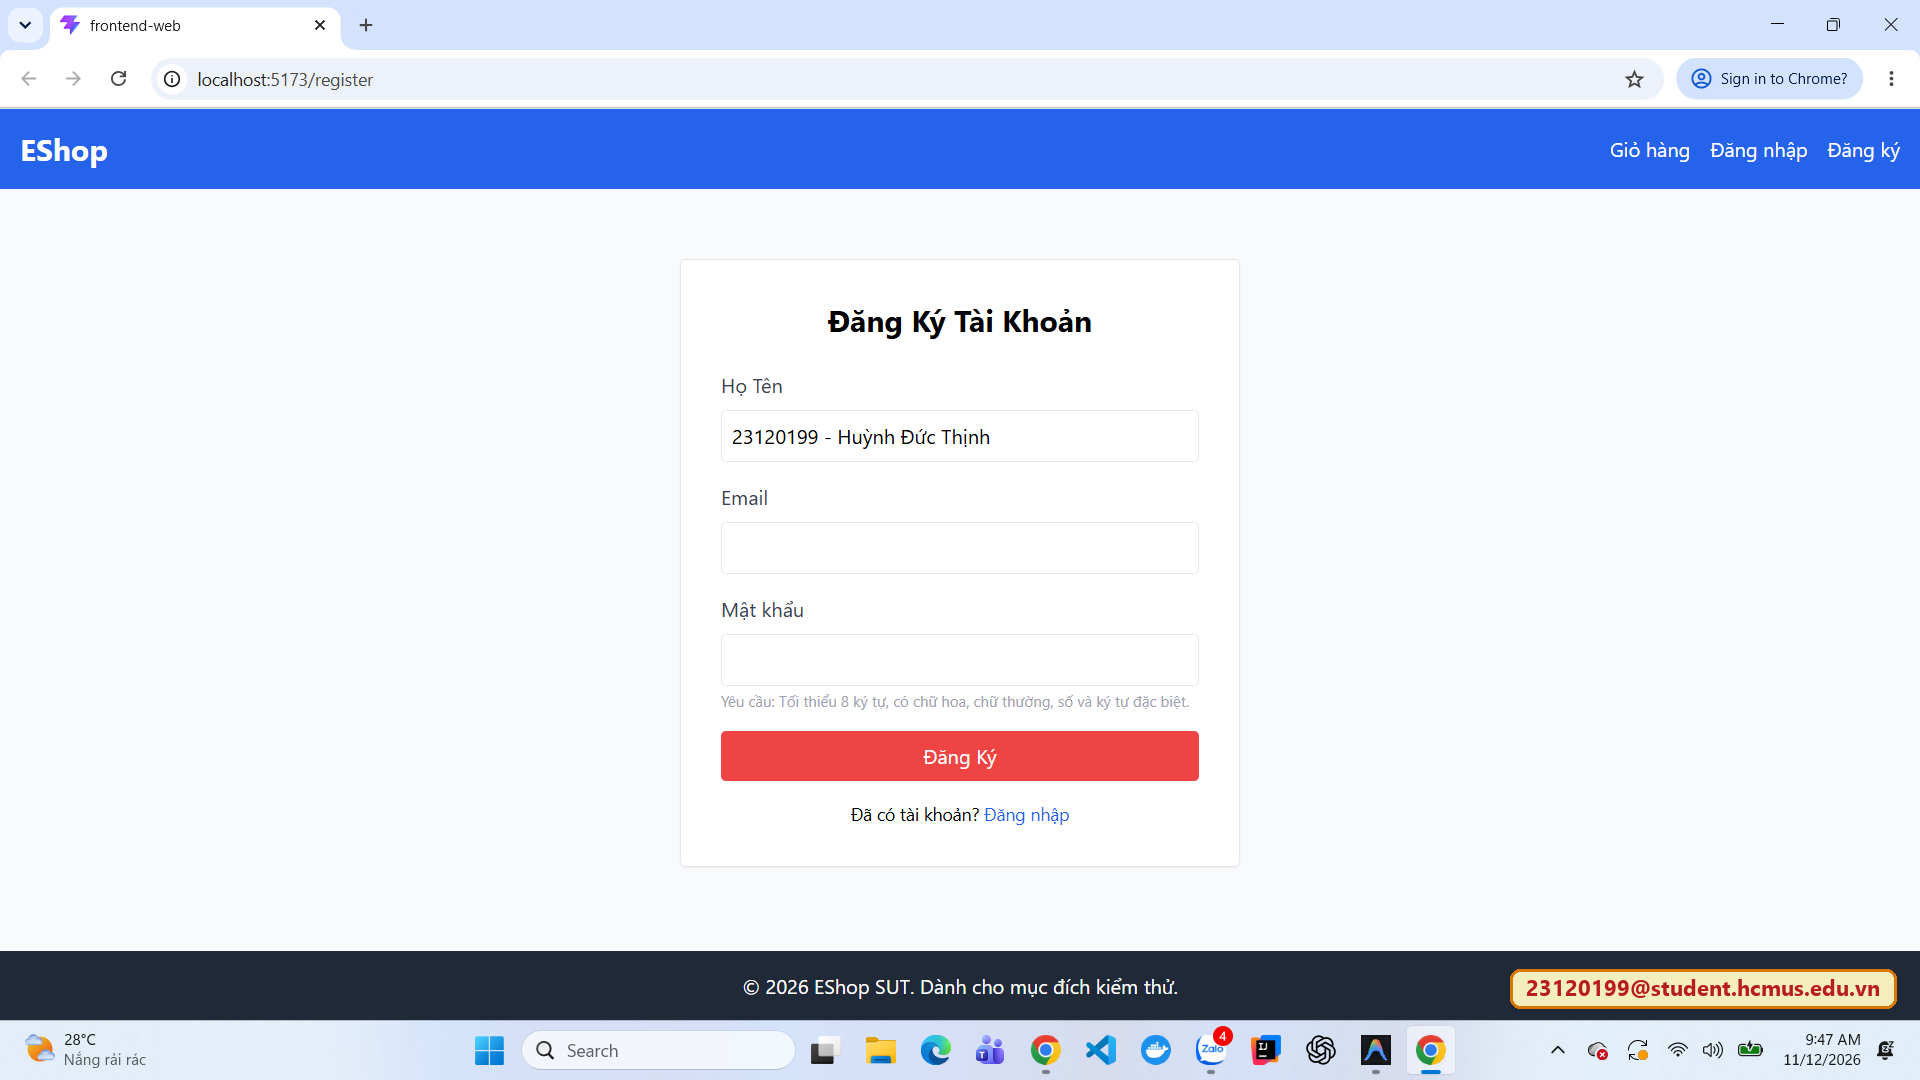 frontend-web
localhost:5173/register
Sign in to Chrome?
EShop
Giỏ hàng Đăng nhập Đăng ký
Đăng Ký Tài Khoản
Họ Tên
23120199 - Huỳnh Đức Thịnh
Email
Mật khẩu
Yêu cầu: Tối thiểu 8 ký tự, có chữ hoa, chữ thường, số và ký tự đặc biệt.
Đăng Ký
Đã có tài khoản? Đăng nhập
© 2026 EShop SUT. Dành cho mục đích kiểm thử.
23120199@student.hcmus.edu.vn
28°C
Nắng rải rác
Search
Zalo
4
9:47 AM
11/12/2026